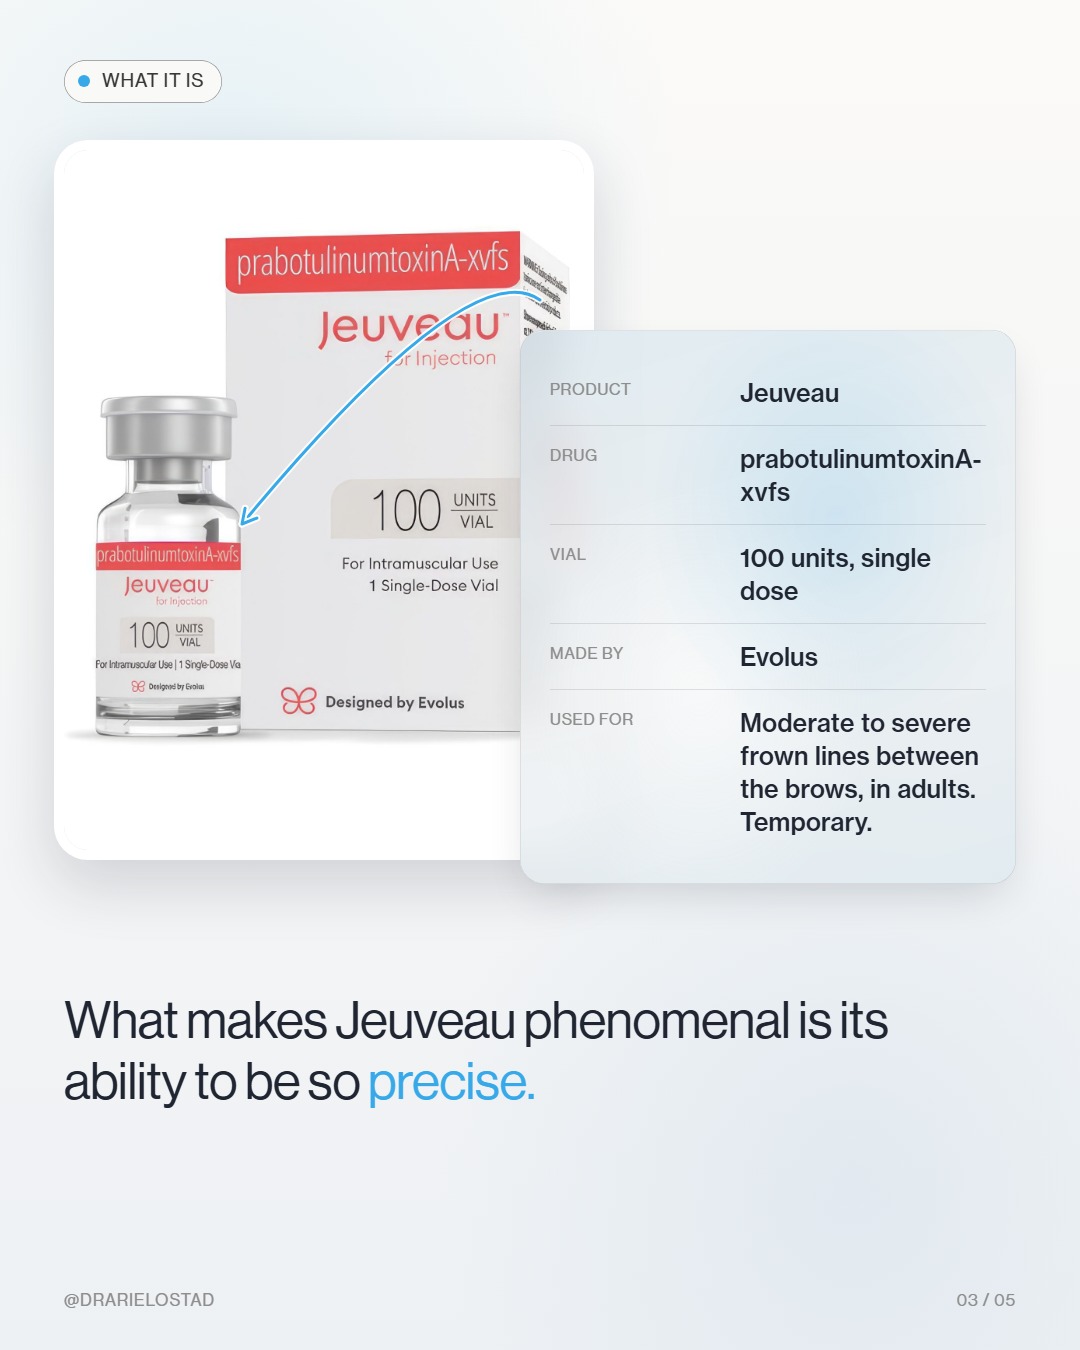 WHAT IT IS
prabotulinumtoxinA-xvfs
Jeuveau™
for Injection
100 UNITS
VIAL
For Intramuscular Use
1 Single-Dose Vial
Designed by Evolus
prabotulinumtoxinA-xvfs
Jeuveau™
for Injection
100 UNITS
VIAL
For Intramuscular Use | 1 Single-Dose Via
Designed by Evolus
PRODUCT Jeuveau
DRUG prabotulinumtoxinA-
xvfs
VIAL 100 units, single
dose
MADE BY Evolus
USED FOR Moderate to severe
frown lines between
the brows, in adults.
Temporary.
What makes Jeuveau phenomenal is its
ability to be so precise.
@DRARIELOSTAD
03 / 05